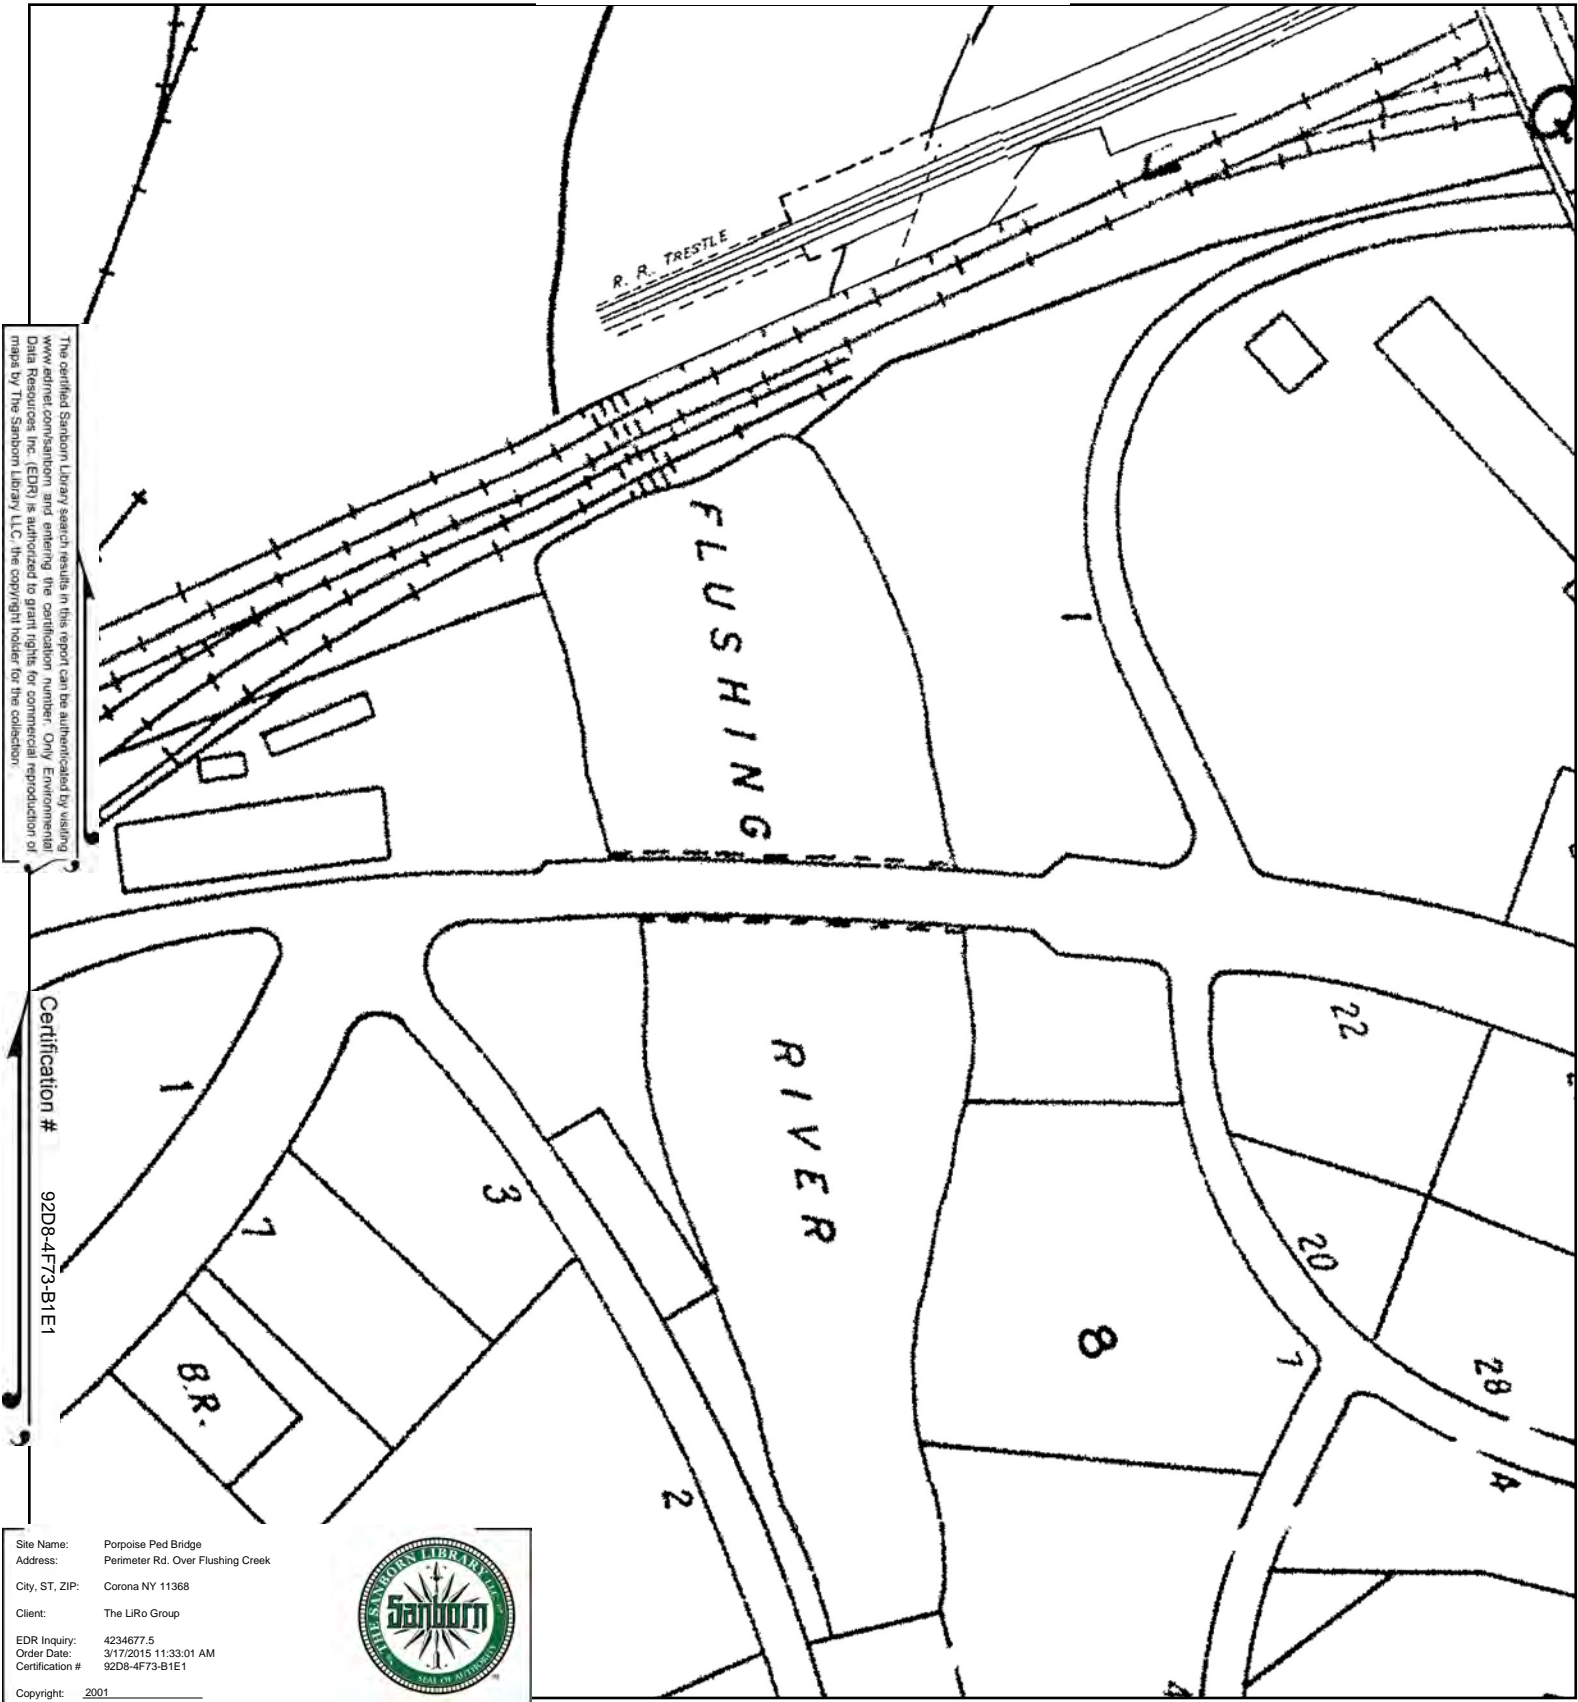 R. R. TRESTLE
L
Q
FLUSHING
RIVER
1
1
3
7
B.R.
2
8
22
20
28
7
A
4
The certified Sanborn Library search results in this report can be authenticated by visiting
www.edrnet.com/sanborn and entering the certification number. Only Environmental
Data Resources Inc. (EDR) is authorized to grant rights for commercial reproduction of
maps by The Sanborn Library LLC, the copyright holder for the collection.
Certification # 92D8-4F73-B1E1
Site Name: Porpoise Ped Bridge
Address: Perimeter Rd. Over Flushing Creek
City, ST, ZIP: Corona NY 11368
Client: The LiRo Group
EDR Inquiry: 4234677.5
Order Date: 3/17/2015 11:33:01 AM
Certification # 92D8-4F73-B1E1
Copyright: 2001
THE SANBORN LIBRARY LLC
Sanborn
SEAL OF AUTHORITY